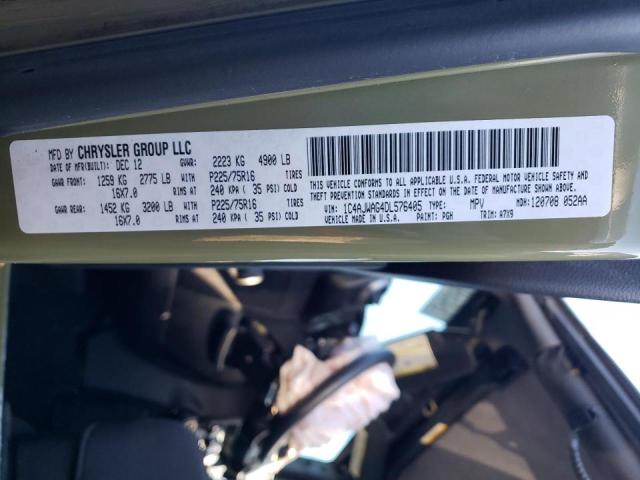 MFD BY CHRYSLER GROUP LLC
DATE OF MFR(BUILT): DEC 12 GVWR: 2223 KG 4900 LB
GAWR FRONT: 1259 KG 2775 LB WITH P225/75R16 TIRES
16X7.0 RIMS AT 240 KPA ( 35 PSI) COLD
GAWR REAR: 1452 KG 3200 LB WITH P225/75R16 TIRES
16X7.0 RIMS AT 240 KPA ( 35 PSI) COLD
THIS VEHICLE CONFORMS TO ALL APPLICABLE U.S.A. FEDERAL MOTOR VEHICLE SAFETY AND
THEFT PREVENTION STANDARDS IN EFFECT ON THE DATE OF MANUFACTURE SHOWN ABOVE.
VIN: 1C4AJWAG4DL576405 TYPE: MPV MDH: 120708 052AA
VEHICLE MADE IN U.S.A. PAINT: PGH TRIM: A7X9